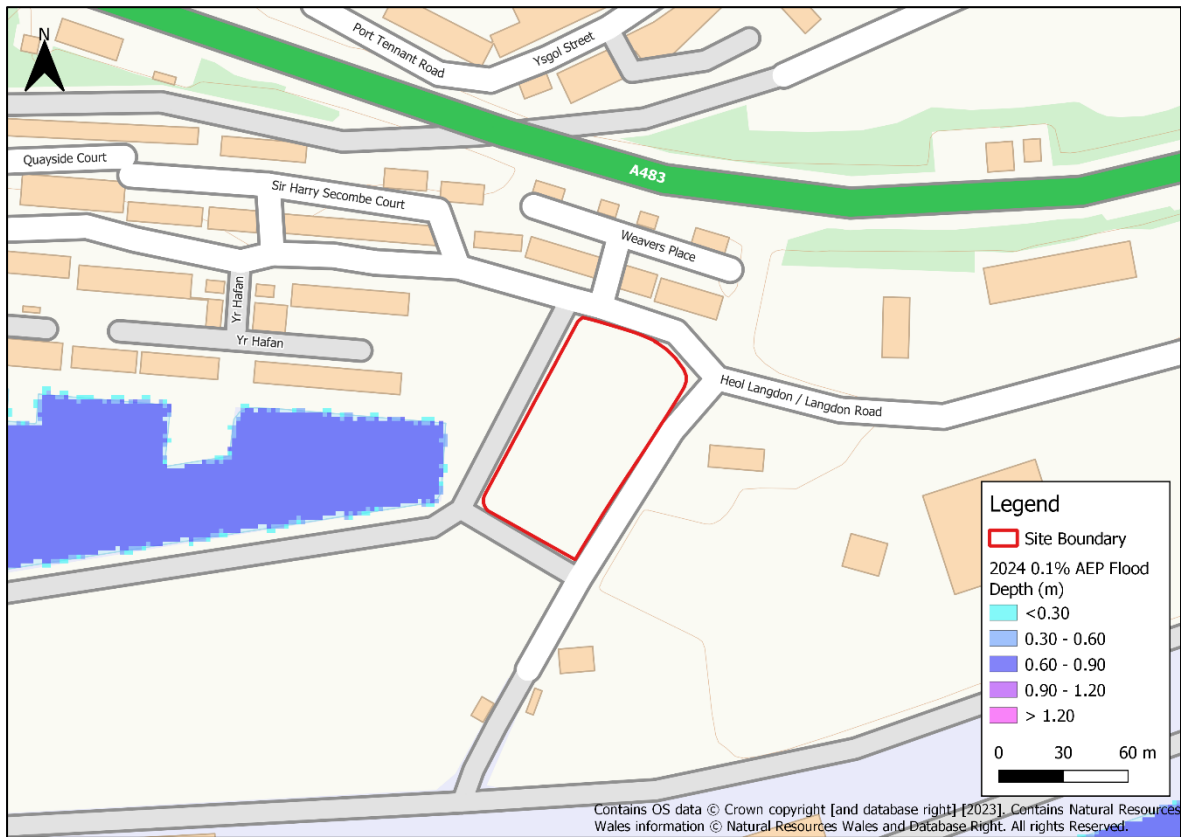 N
Port Tennant Road
Ysgol Street
A483
Quayside Court
Sir Harry Secombe Court
Weavers Place
Yr Hafan
Yr Hafan
Heol Langdon / Langdon Road
Legend
Site Boundary
2024 0.1% AEP Flood
Depth (m)
<0.30
0.30 - 0.60
0.60 - 0.90
0.90 - 1.20
> 1.20
0 30 60 m
Contains OS data © Crown copyright [and database right] [2023]. Contains Natural Resources
Wales information © Natural Resources Wales and Database Right. All rights Reserved.